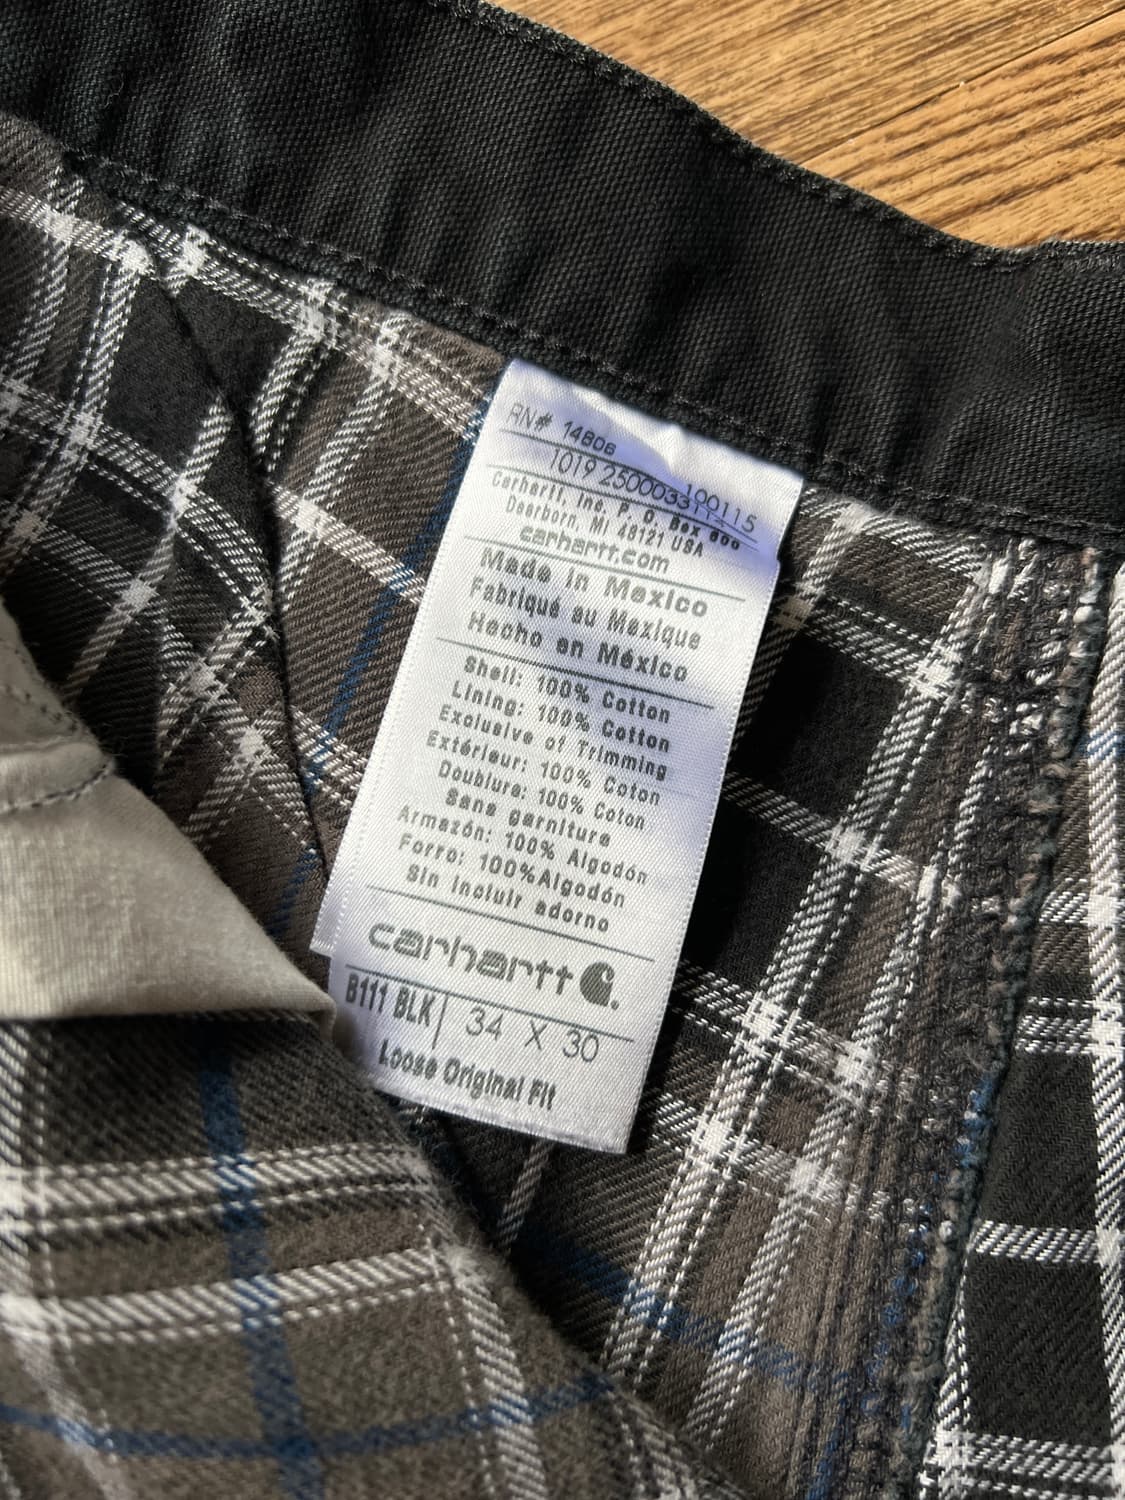 RN# 14806
100115
1019 25000
Carhartt, Inc. P. O. Box 600
Dearborn, MI 48121 USA
carhartt.com
Made in Mexico
Fabriqué au Mexique
Hecho en México
Shell: 100% Cotton
Lining: 100% Cotton
Exclusive of Trimming
Extérieur: 100% Coton
Doublure: 100% Coton
Sans garniture
Armazón: 100% Algodón
Forro: 100%Algodón
Sin incluir adorno
carhartt
B111 BLK 34 X 30
Loose Original Fit